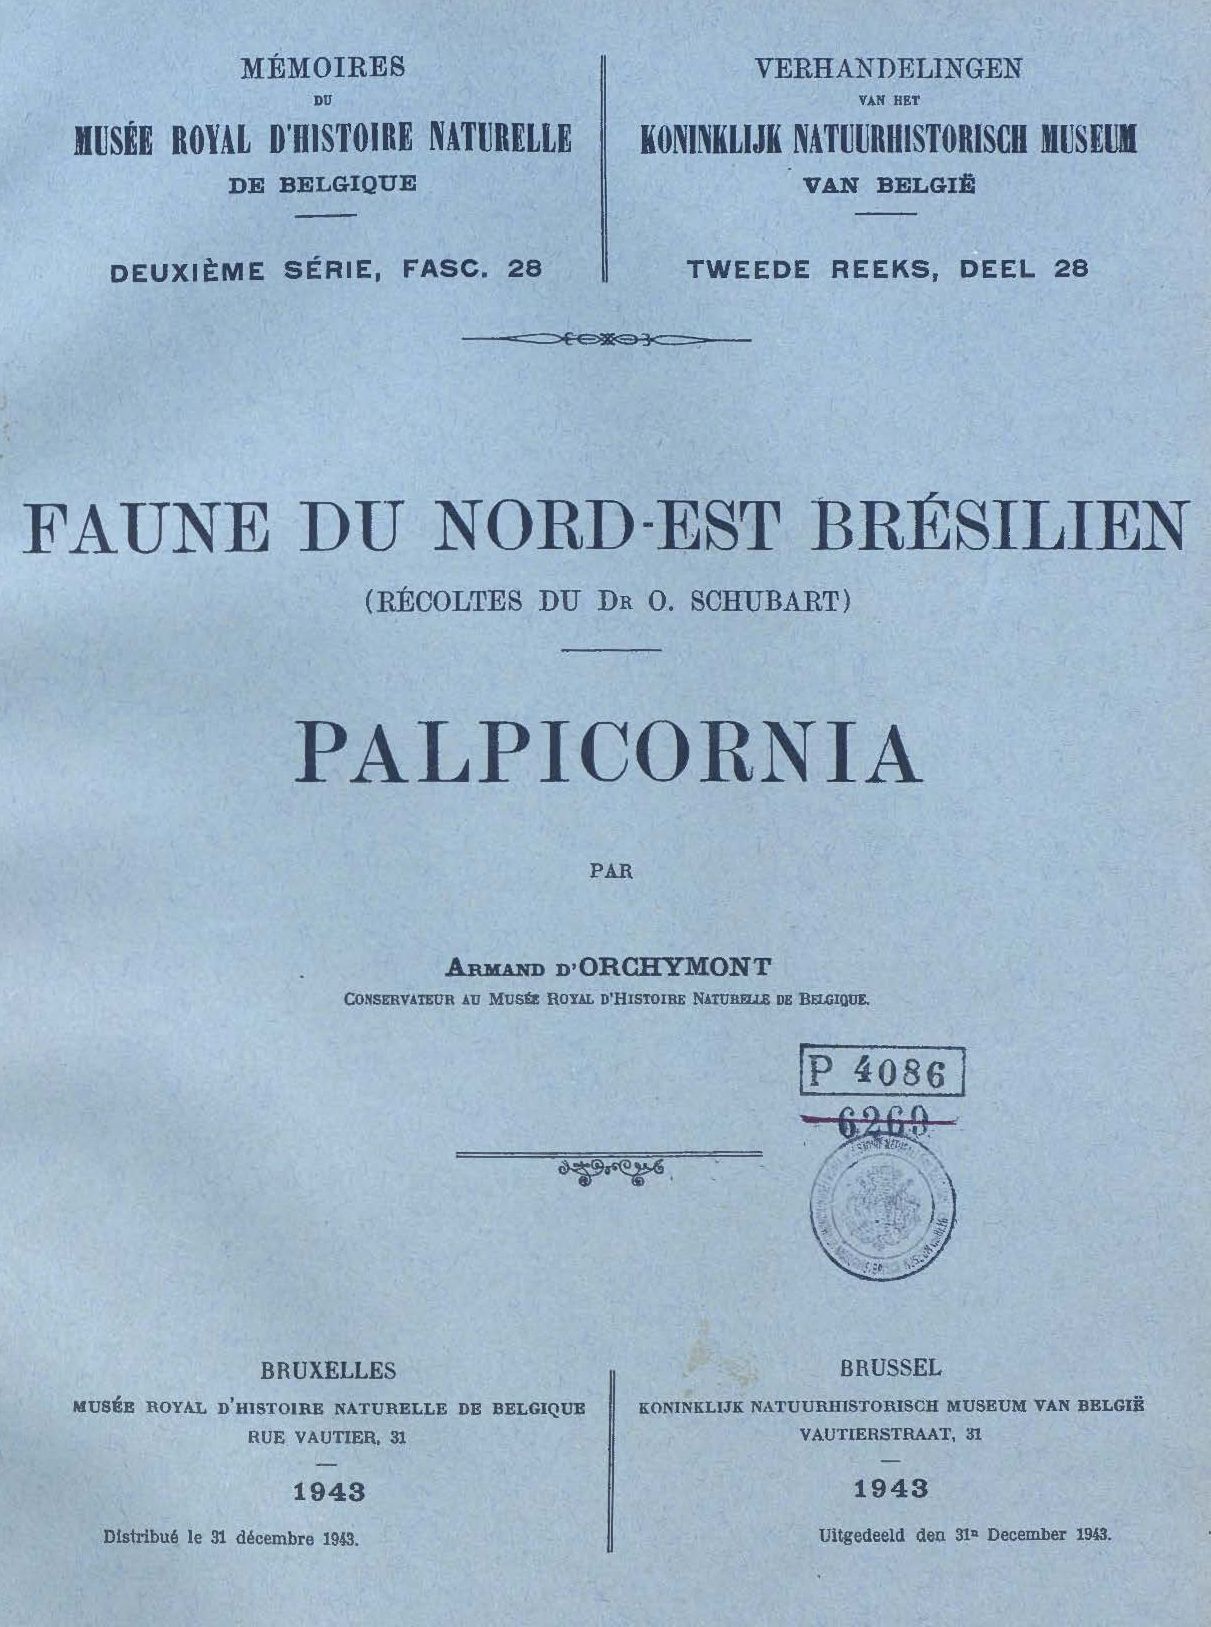 MÉMOIRES
DU
MUSÉE ROYAL D'HISTOIRE NATURELLE
DE BELGIQUE
DEUXIÈME SÉRIE, FASC. 28
VERHANDELINGEN
VAN HET
KONINKLIJK NATUURHISTORISCH MUSEUM
VAN BELGIË
TWEEDE REEKS, DEEL 28
FAUNE DU NORD-EST BRÉSILIEN
(RÉCOLTES DU DR O. SCHUBART)
PALPICORNIA
PAR
ARMAND D'ORCHYMONT
CONSERVATEUR AU MUSÉE ROYAL D'HISTOIRE NATURELLE DE BELGIQUE.
P 4086
6269
BRUXELLES
MUSÉE ROYAL D'HISTOIRE NATURELLE DE BELGIQUE
RUE VAUTIER, 31
1943
Distribué le 31 décembre 1943.
BRUSSEL
KONINKLIJK NATUURHISTORISCH MUSEUM VAN BELGIË
VAUTIERSTRAAT, 31
1943
Uitgedeeld den 31n December 1943.